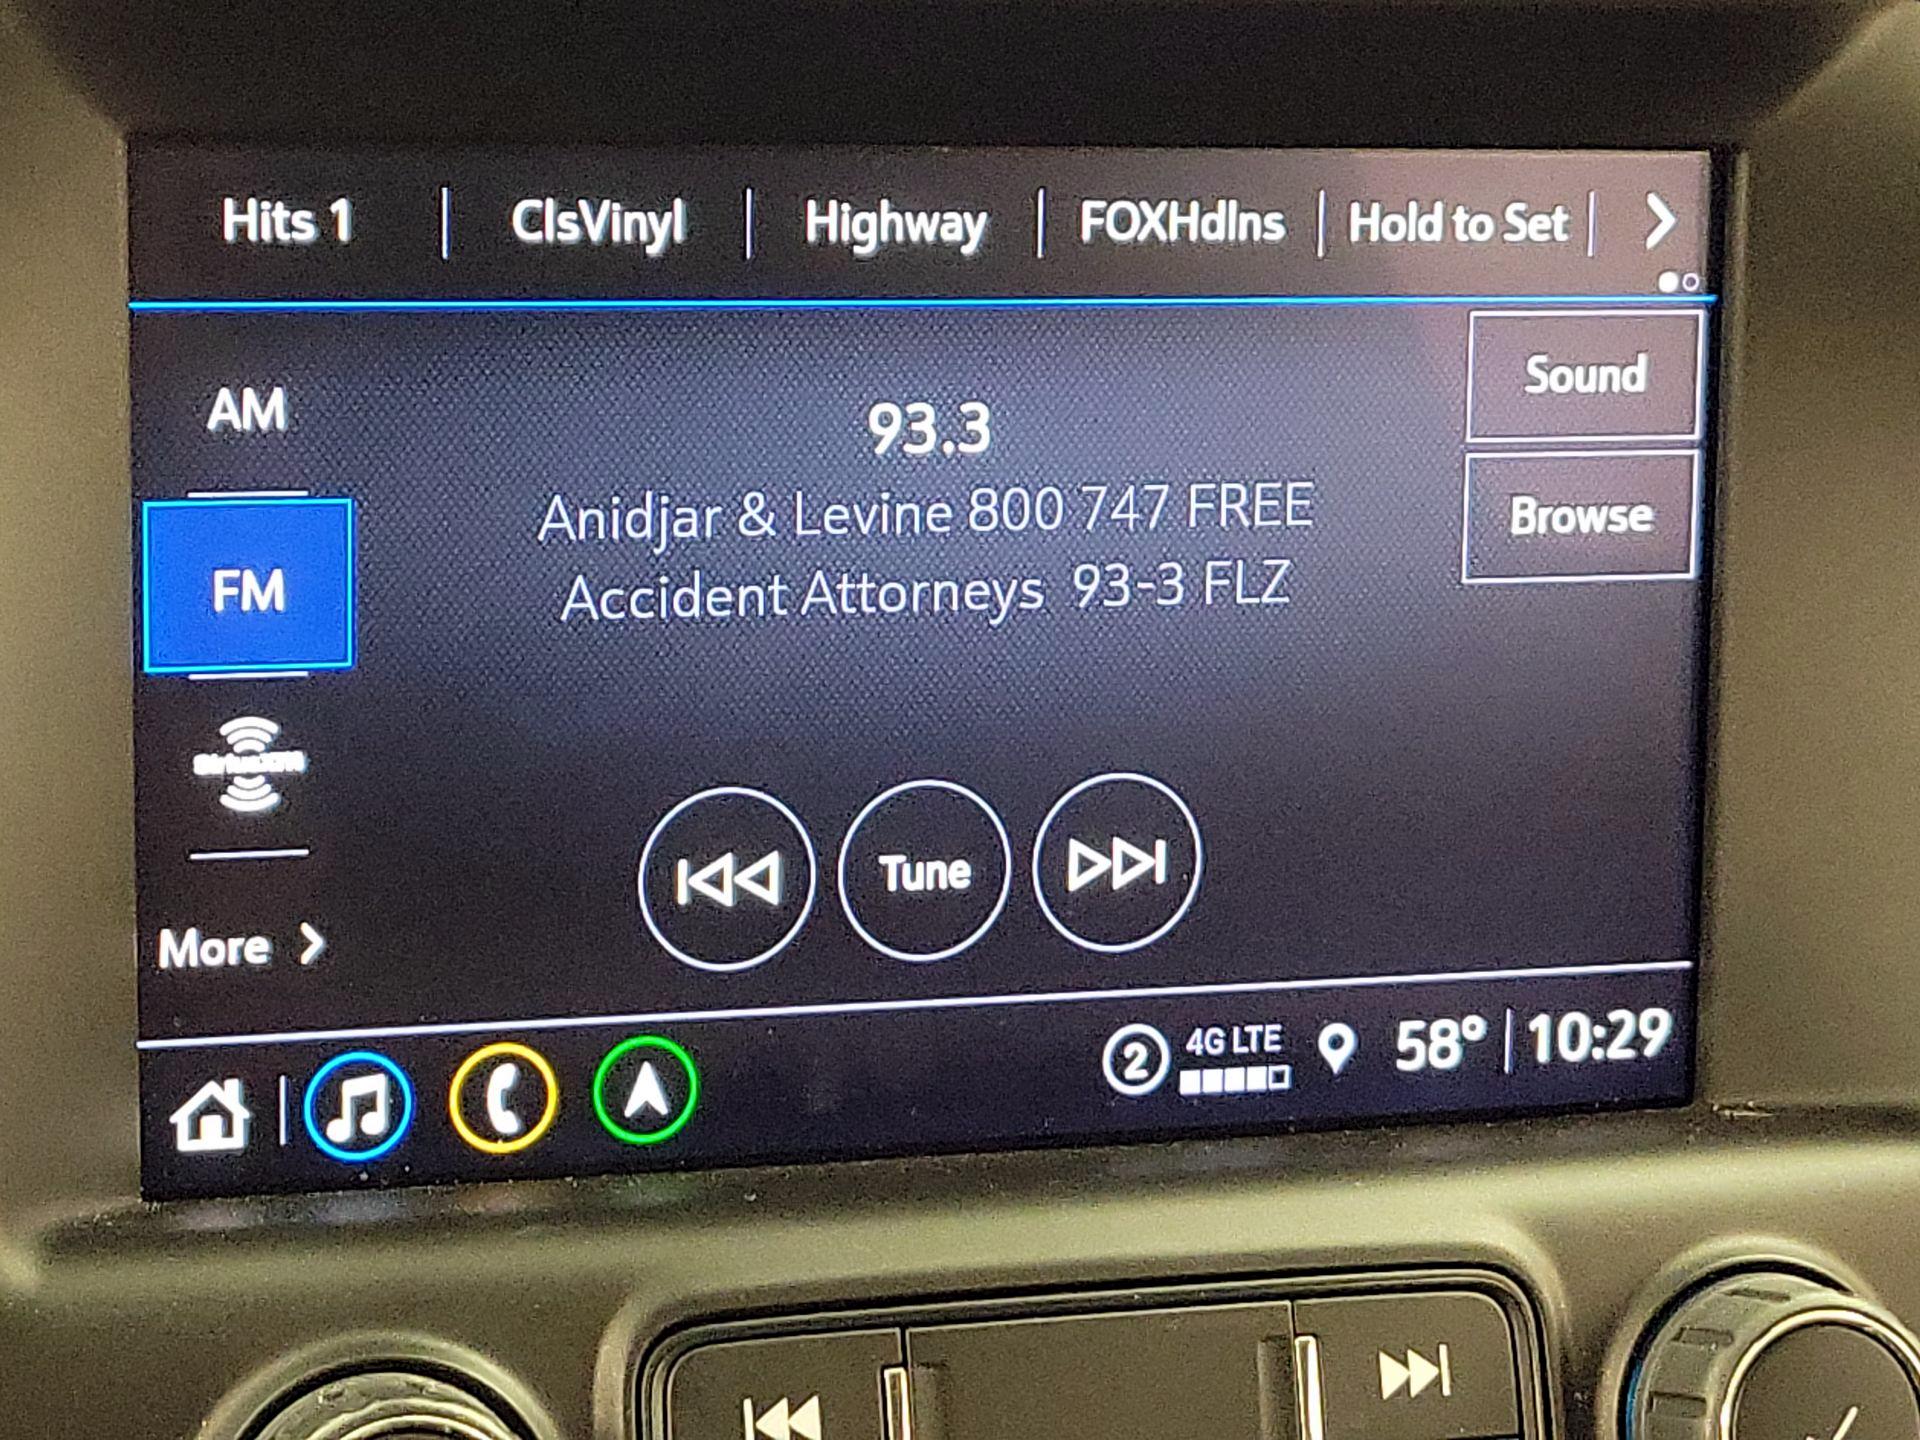 Hits 1 | ClsVinyl | Highway | FOXHdlns | Hold to Set |
Sound
AM
93.3
Anidjar & Levine 800 747 FREE
Browse
FM
Accident Attorneys 93-3 FLZ
SiriusXM
Tune
More
2 4G LTE 58° | 10:29